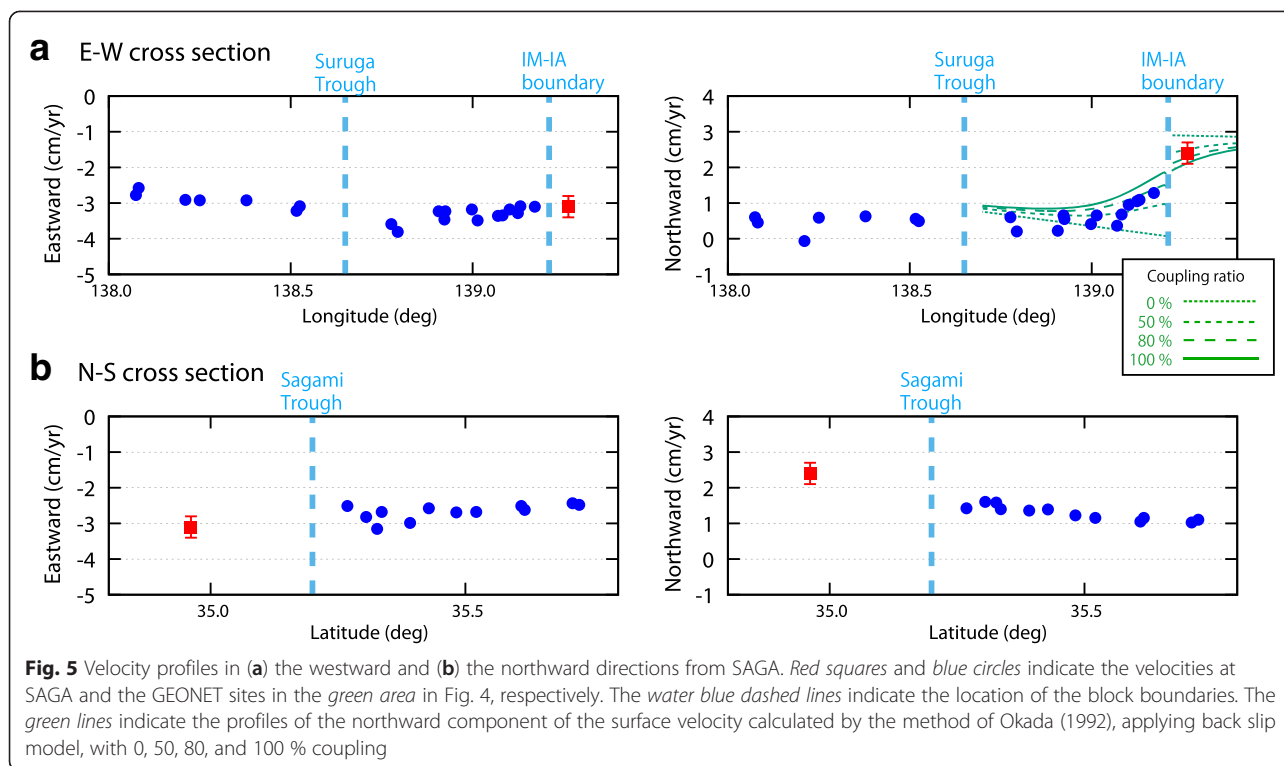 a E-W cross section
Suruga
Trough
IM-IA
boundary
Suruga
Trough
IM-IA
boundary
Eastward (cm/yr)
0
-1
-2
-3
-4
-5
138.0
138.5
139.0
Longitude (deg)
Northward (cm/yr)
4
3
2
1
0
-1
138.0
138.5
139.0
Longitude (deg)
Coupling ratio
0 %
50 %
80 %
100 %
b N-S cross section
Sagami
Trough
Sagami
Trough
Eastward (cm/yr)
0
-1
-2
-3
-4
-5
35.0
35.5
Latitude (deg)
Northward (cm/yr)
4
3
2
1
0
-1
35.0
35.5
Latitude (deg)
Fig. 5 Velocity profiles in (a) the westward and (b) the northward directions from SAGA. Red squares and blue circles indicate the velocities at
SAGA and the GEONET sites in the green area in Fig. 4, respectively. The water blue dashed lines indicate the location of the block boundaries. The
green lines indicate the profiles of the northward component of the surface velocity calculated by the method of Okada (1992), applying back slip
model, with 0, 50, 80, and 100 % coupling